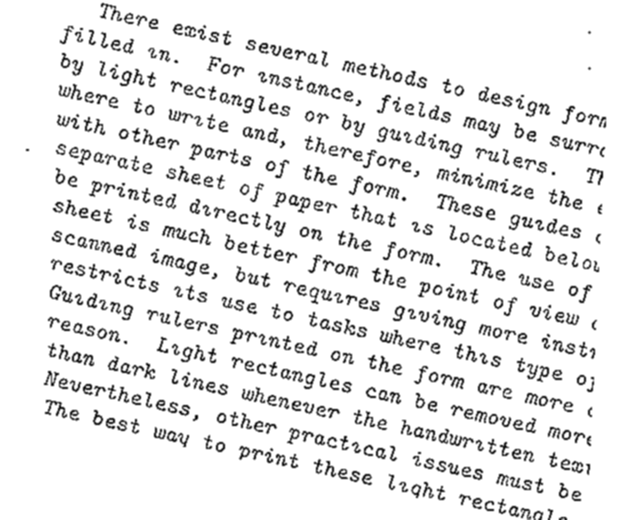 There exist several methods to design form
filled in. For instance, fields may be surr
by light rectangles or by guiding rulers. Th
where to write and, therefore, minimize the
with other parts of the form. These guides
separate sheet of paper that is located below
be printed directly on the form. The use of
sheet is much better from the point of view
scanned image, but requires giving more inst
restricts its use to tasks where this type of
Guiding rulers printed on the form are more
reason. Light rectangles can be removed more
than dark lines whenever the handwritten text
Nevertheless, other practical issues must be
The best way to print these light rectangle